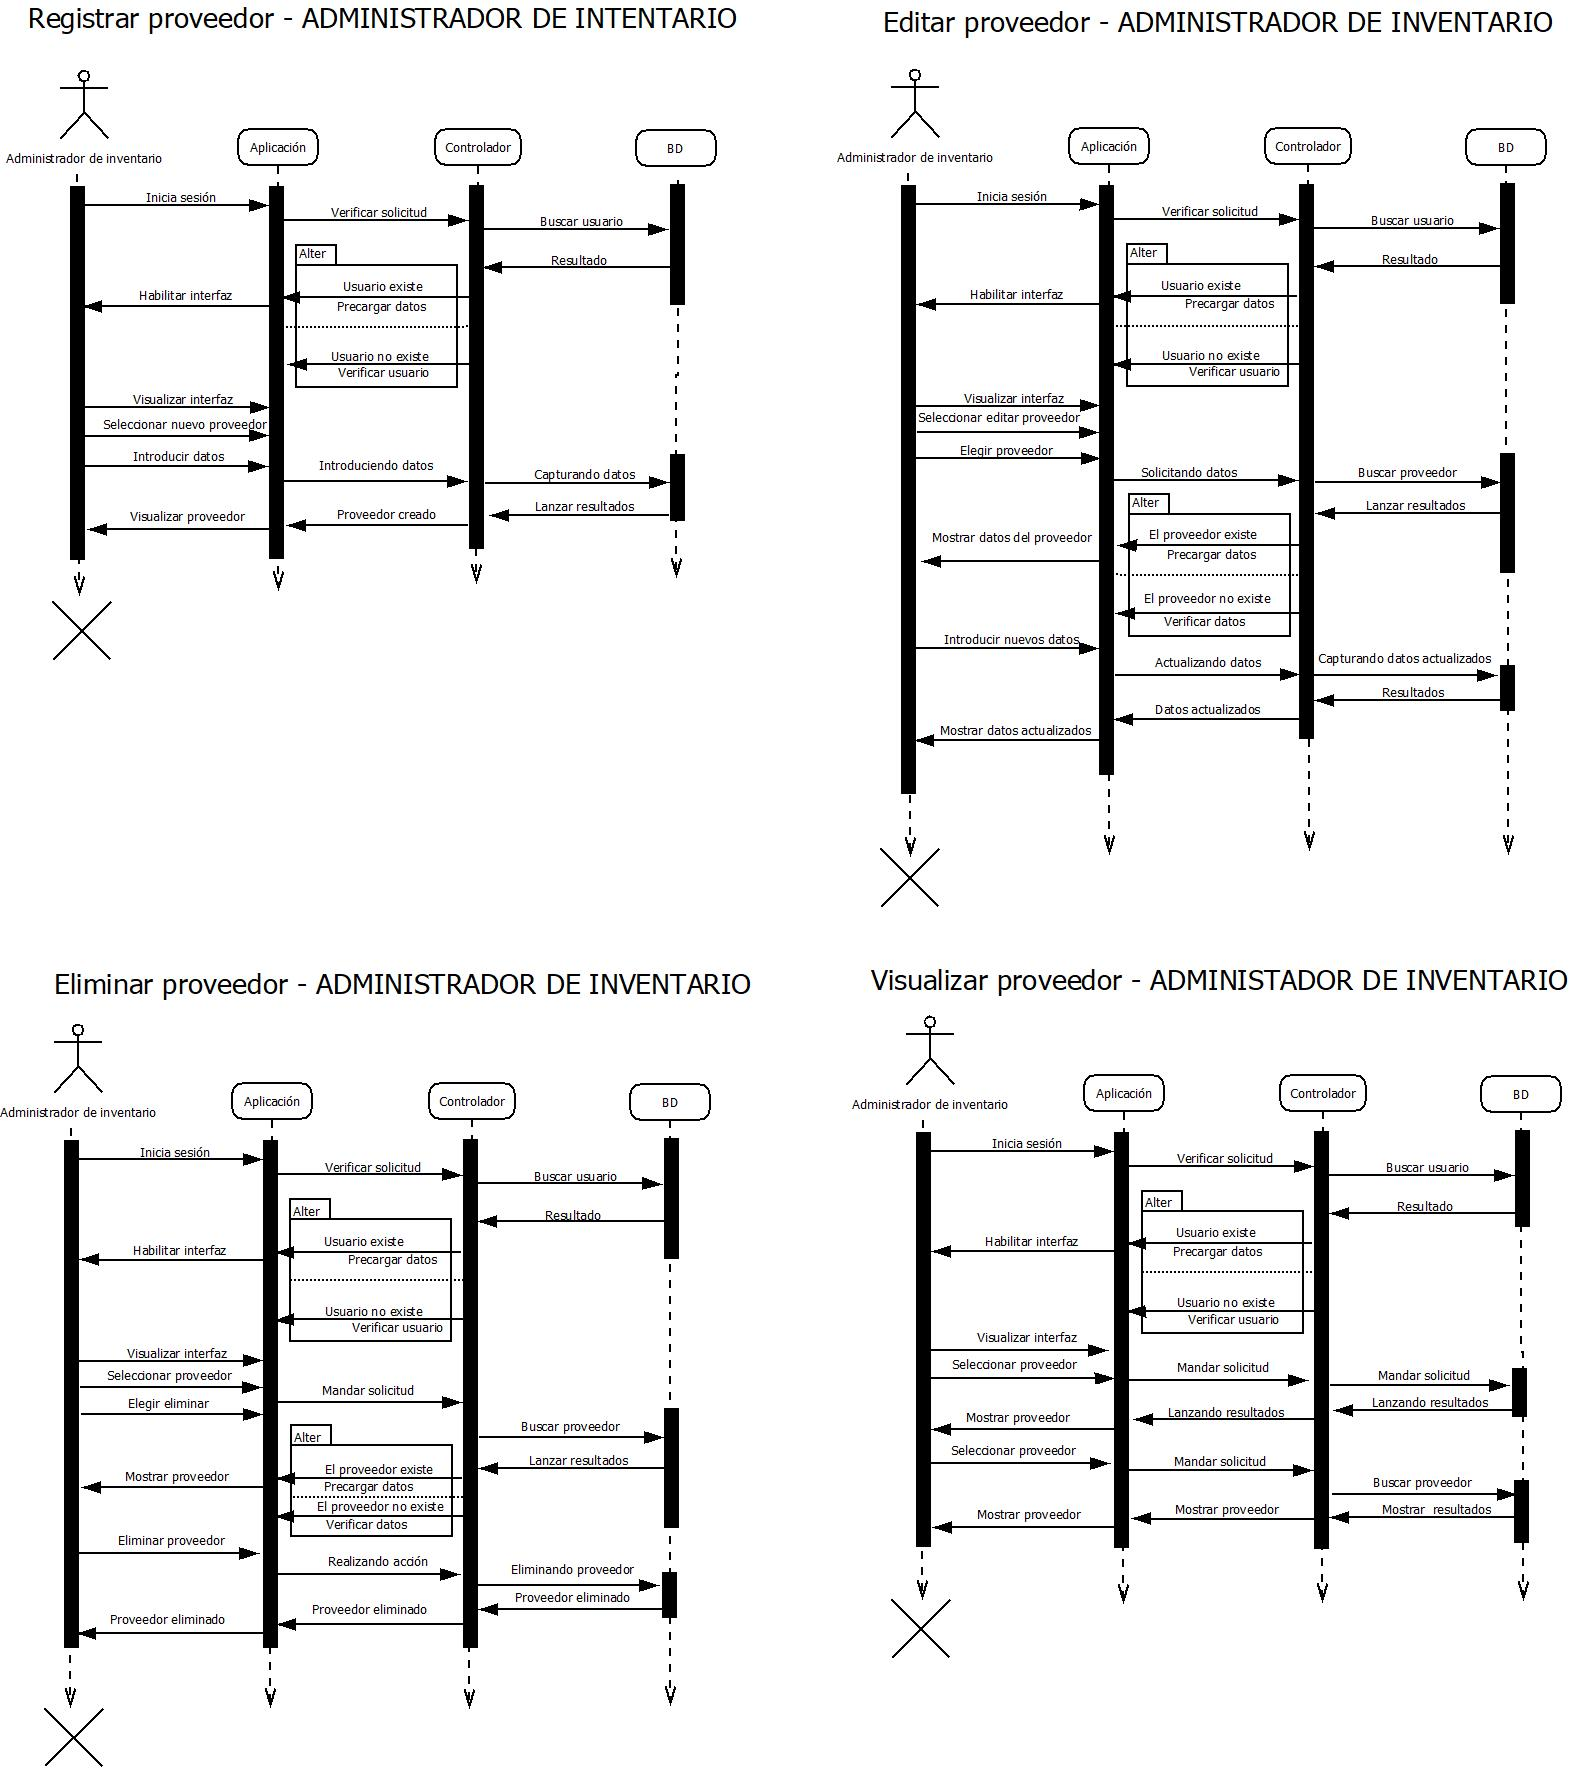 Registrar proveedor - ADMINISTRADOR DE INTENTARIO
Administrador de inventario
Aplicación
Controlador
BD
Inicia sesión
Verificar solicitud
Buscar usuario
Alter
Resultado
Usuario existe
Habilitar interfaz
Precargar datos
Usuario no existe
Verificar usuario
Visualizar interfaz
Seleccionar nuevo proveedor
Introducir datos
Introduciendo datos
Capturando datos
Lanzar resultados
Visualizar proveedor
Proveedor creado
Editar proveedor - ADMINISTRADOR DE INVENTARIO
Administrador de inventario
Aplicación
Controlador
BD
Inicia sesión
Verificar solicitud
Buscar usuario
Alter
Resultado
Usuario existe
Habilitar interfaz
Precargar datos
Usuario no existe
Verificar usuario
Visualizar interfaz
Seleccionar editar proveedor
Elegir proveedor
Solicitando datos
Buscar proveedor
Alter
Lanzar resultados
El proveedor existe
Mostrar datos del proveedor
Precargar datos
El proveedor no existe
Verificar datos
Introducir nuevos datos
Actualizando datos
Capturando datos actualizados
Resultados
Datos actualizados
Mostrar datos actualizados
Eliminar proveedor - ADMINISTRADOR DE INVENTARIO
Administrador de inventario
Aplicación
Controlador
BD
Inicia sesión
Verificar solicitud
Buscar usuario
Alter
Resultado
Usuario existe
Habilitar interfaz
Precargar datos
Usuario no existe
Verificar usuario
Visualizar interfaz
Seleccionar proveedor
Mandar solicitud
Elegir eliminar
Buscar proveedor
Alter
Lanzar resultados
El proveedor existe
Mostrar proveedor
Precargar datos
El proveedor no existe
Verificar datos
Eliminar proveedor
Realizando acción
Eliminando proveedor
Proveedor eliminado
Proveedor eliminado
Proveedor eliminado
Visualizar proveedor - ADMINISTADOR DE INVENTARIO
Administrador de inventario
Aplicación
Controlador
BD
Inicia sesión
Verificar solicitud
Buscar usuario
Alter
Resultado
Usuario existe
Habilitar interfaz
Precargar datos
Usuario no existe
Verificar usuario
Visualizar interfaz
Seleccionar proveedor
Mandar solicitud
Mandar solicitud
Lanzando resultados
Lanzando resultados
Mostrar proveedor
Seleccionar proveedor
Mandar solicitud
Buscar proveedor
Mostrar resultados
Mostrar proveedor
Mostrar proveedor